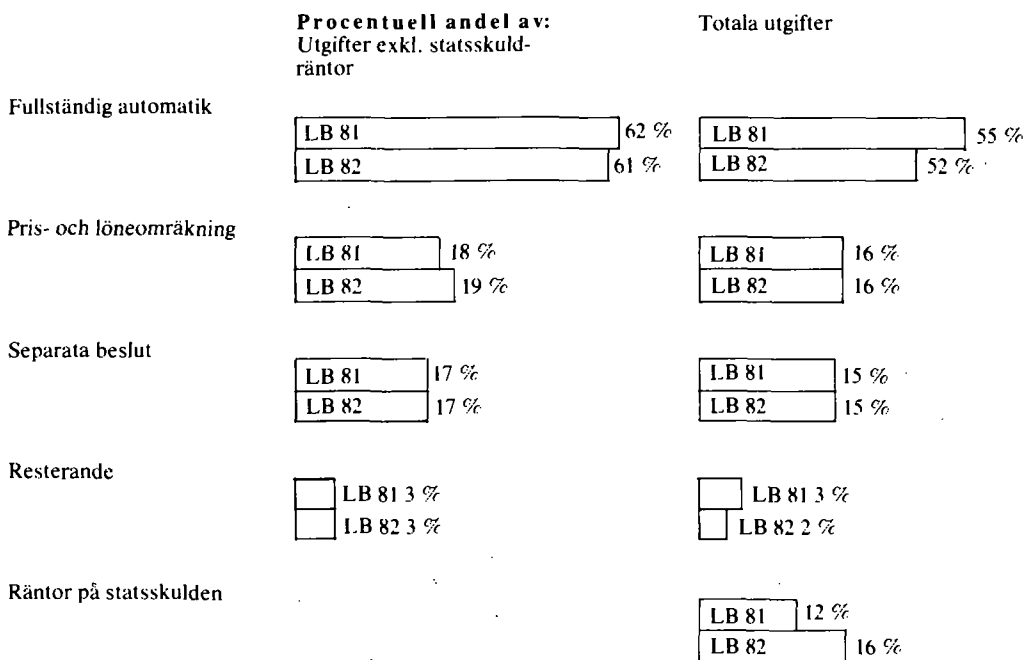 Procentuell andel av:
Utgifter exkl. statsskuld-
räntor
Totala utgifter
Fullständig automatik
LB 81 62 %
LB 82 61 %
LB 81 55 %
LB 82 52 %
Pris- och löneomräkning
LB 81 18 %
LB 82 19 %
LB 81 16 %
LB 82 16 %
Separata beslut
LB 81 17 %
LB 82 17 %
LB 81 15 %
LB 82 15 %
Resterande
LB 81 3 %
LB 82 3 %
LB 81 3 %
LB 82 2 %
Räntor på statsskulden
LB 81 12 %
LB 82 16 %